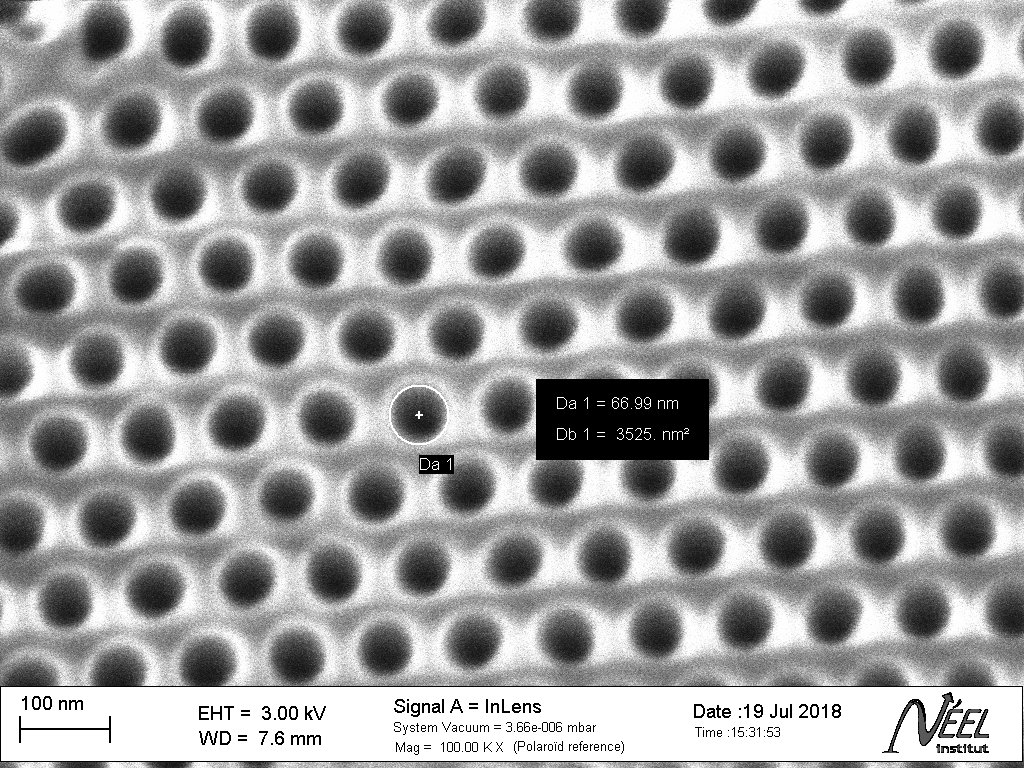 Da 1 = 66.99 nm
Db 1 =  3525. nm²
Da 1
100 nm
EHT =  3.00 kV
WD =  7.6 mm
Signal A = InLens
System Vacuum = 3.66e-006 mbar
Mag =  100.00 K X  (Polaroïd reference)
Date :19 Jul 2018
Time :15:31:53
NÉEL
institut